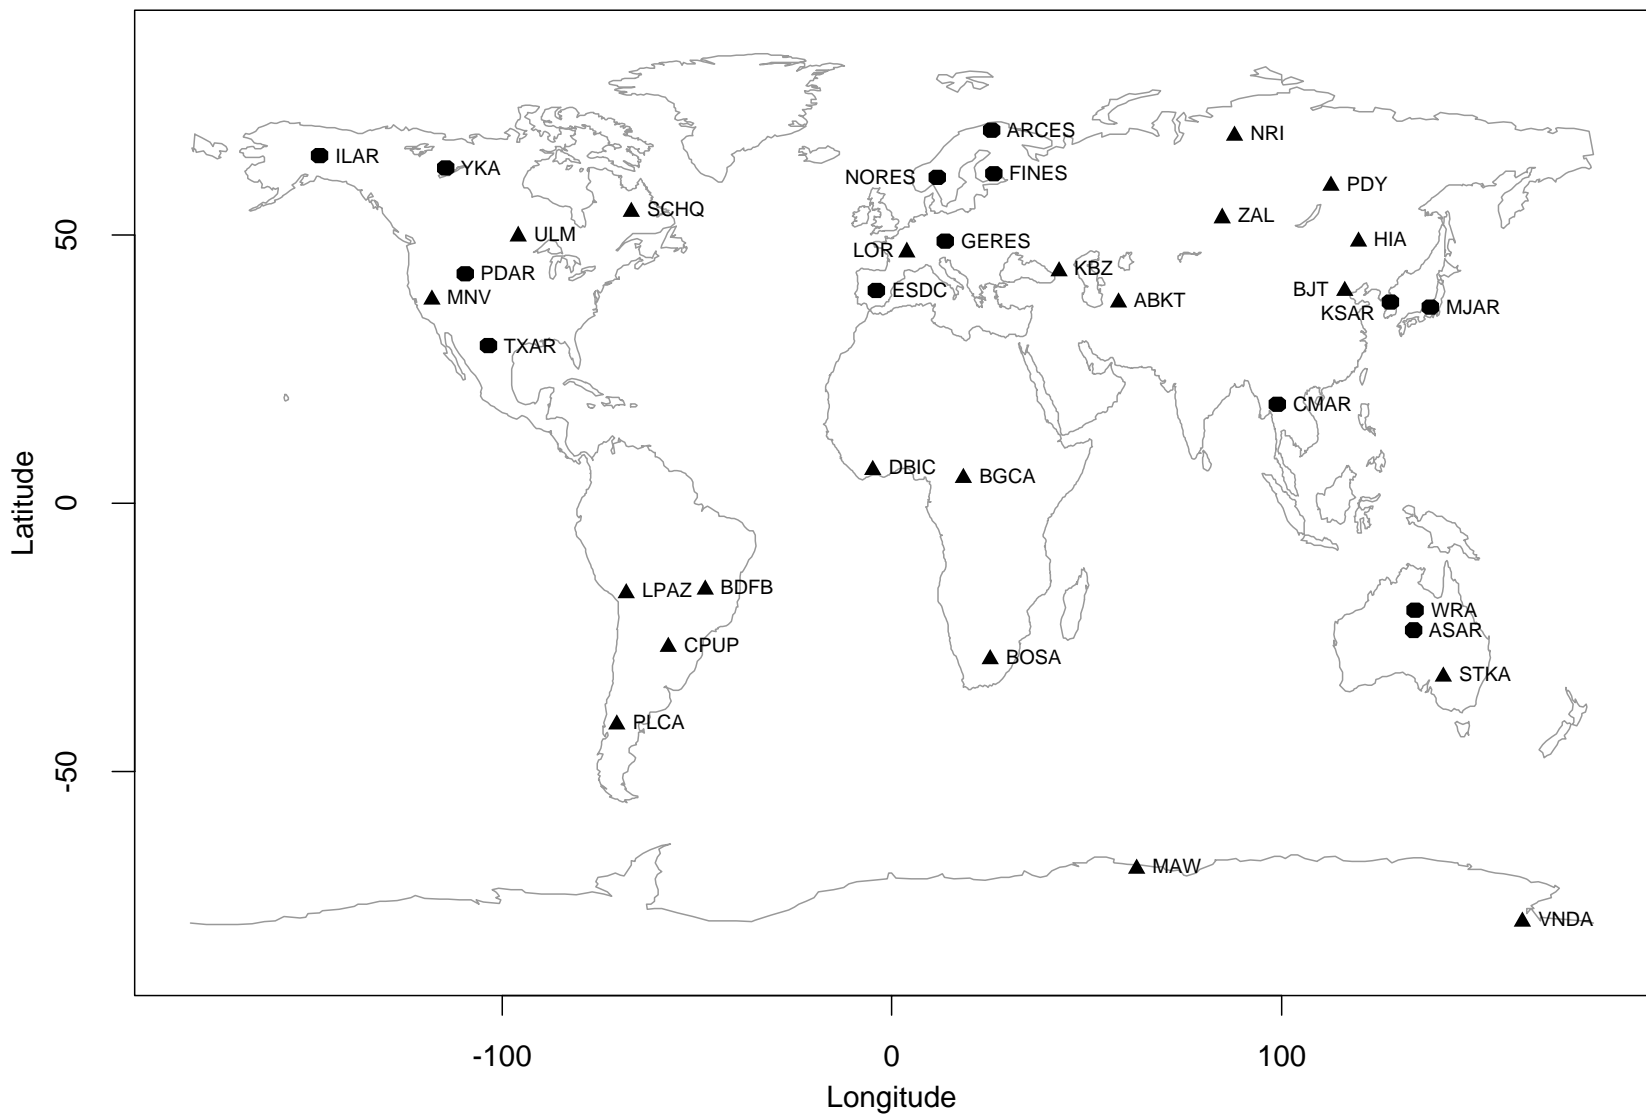 ARCES
NRI
ILAR
YKA
NORES
FINES
PDY
SCHQ
ZAL
ULM
LOR
GERES
HIA
PDAR
KBZ
MNV
ESDC
ABKT
BJT
KSAR
MJAR
TXAR
CMAR
DBIC
BGCA
LPAZ
BDFB
WRA
ASAR
CPUP
BOSA
STKA
PLCA
MAW
VNDA
50
0
-50
Latitude
-100
0
100
Longitude